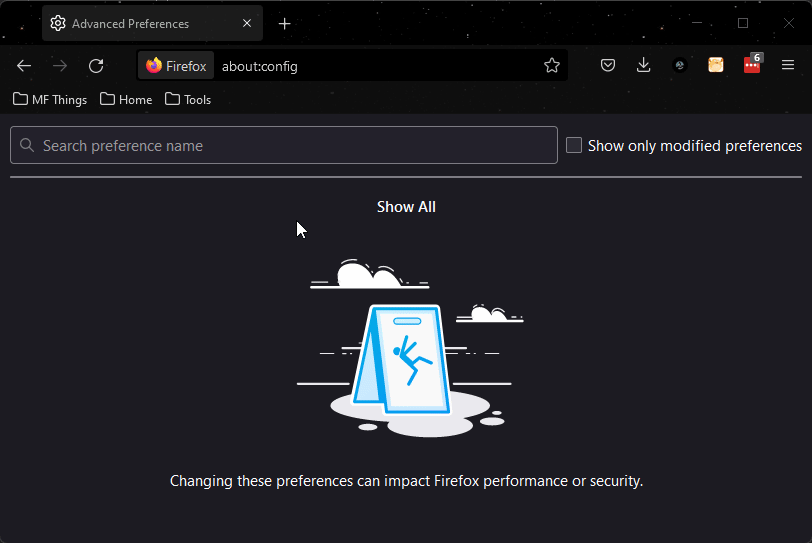 Advanced Preferences
Firefox about:config
6
MF Things Home Tools
Search preference name Show only modified preferences
Show All
Changing these preferences can impact Firefox performance or security.